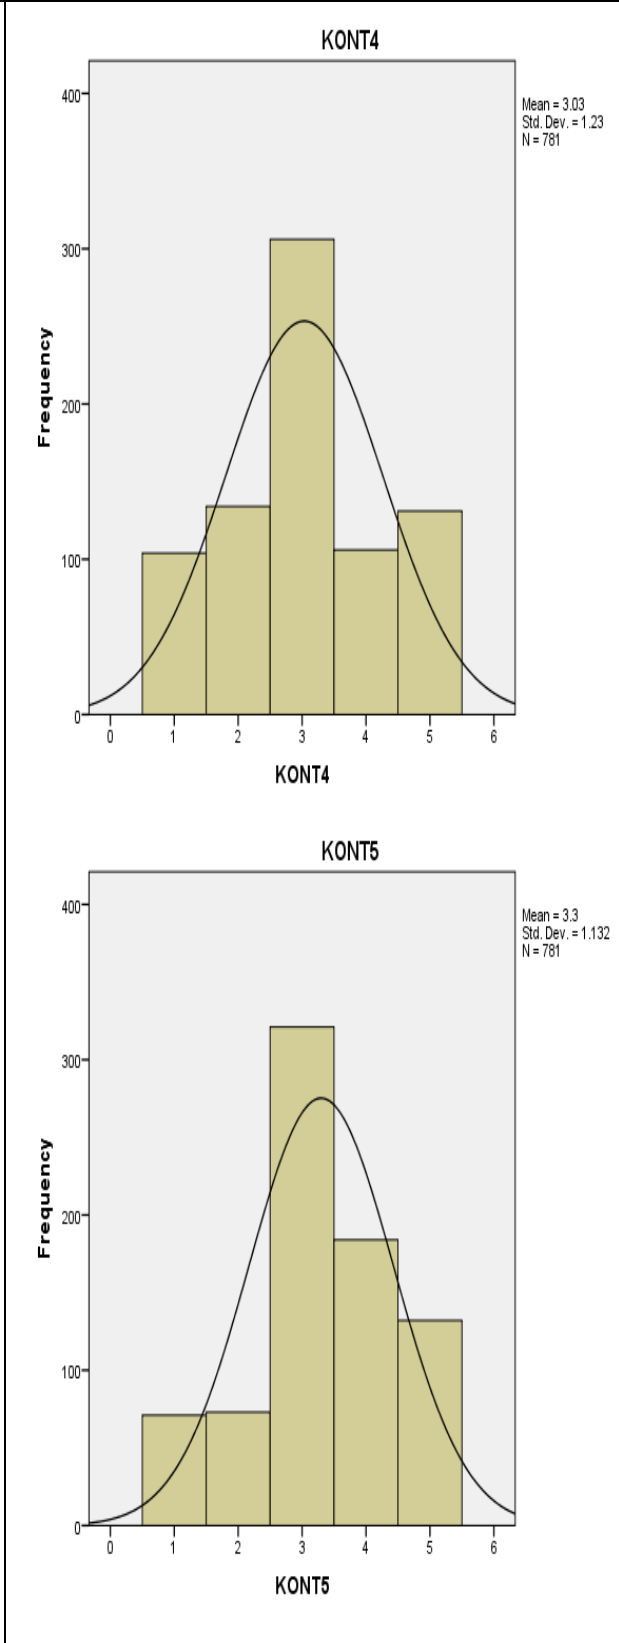 KONT4
Mean = 3.03
Std. Dev. = 1.23
N = 781
400
300
200
100
0
Frequency
0 1 2 3 4 5 6
KONT4
KONT5
Mean = 3.3
Std. Dev. = 1.132
N = 781
400
300
200
100
0
Frequency
0 1 2 3 4 5 6
KONT5